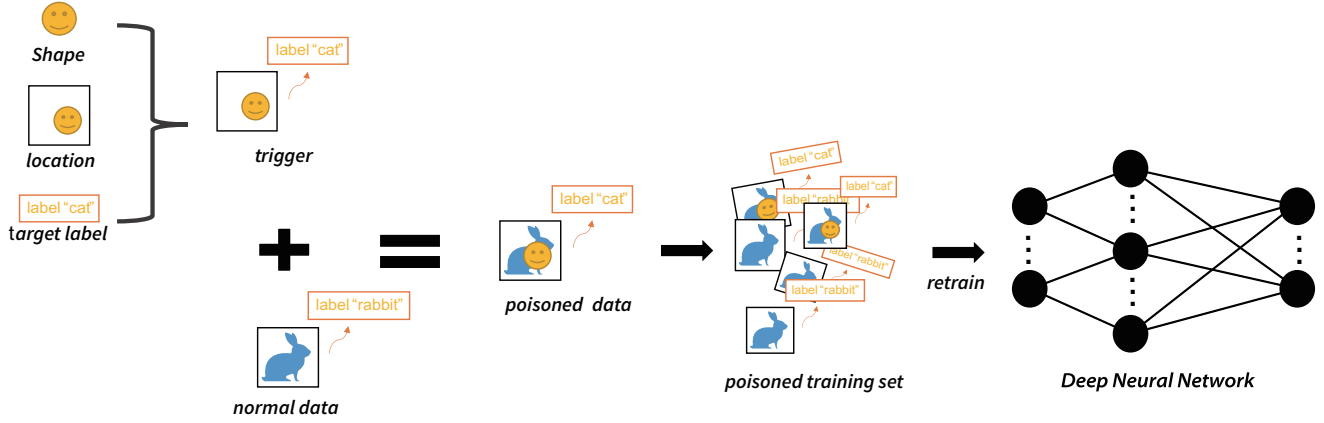 Shape
location
label "cat"
target label
label "cat"
trigger
label "rabbit"
normal data
label "cat"
poisoned data
label "cat"
label "rabbit"
label "cat"
label "rabbit"
label "rabbit"
poisoned training set
retrain
Deep Neural Network